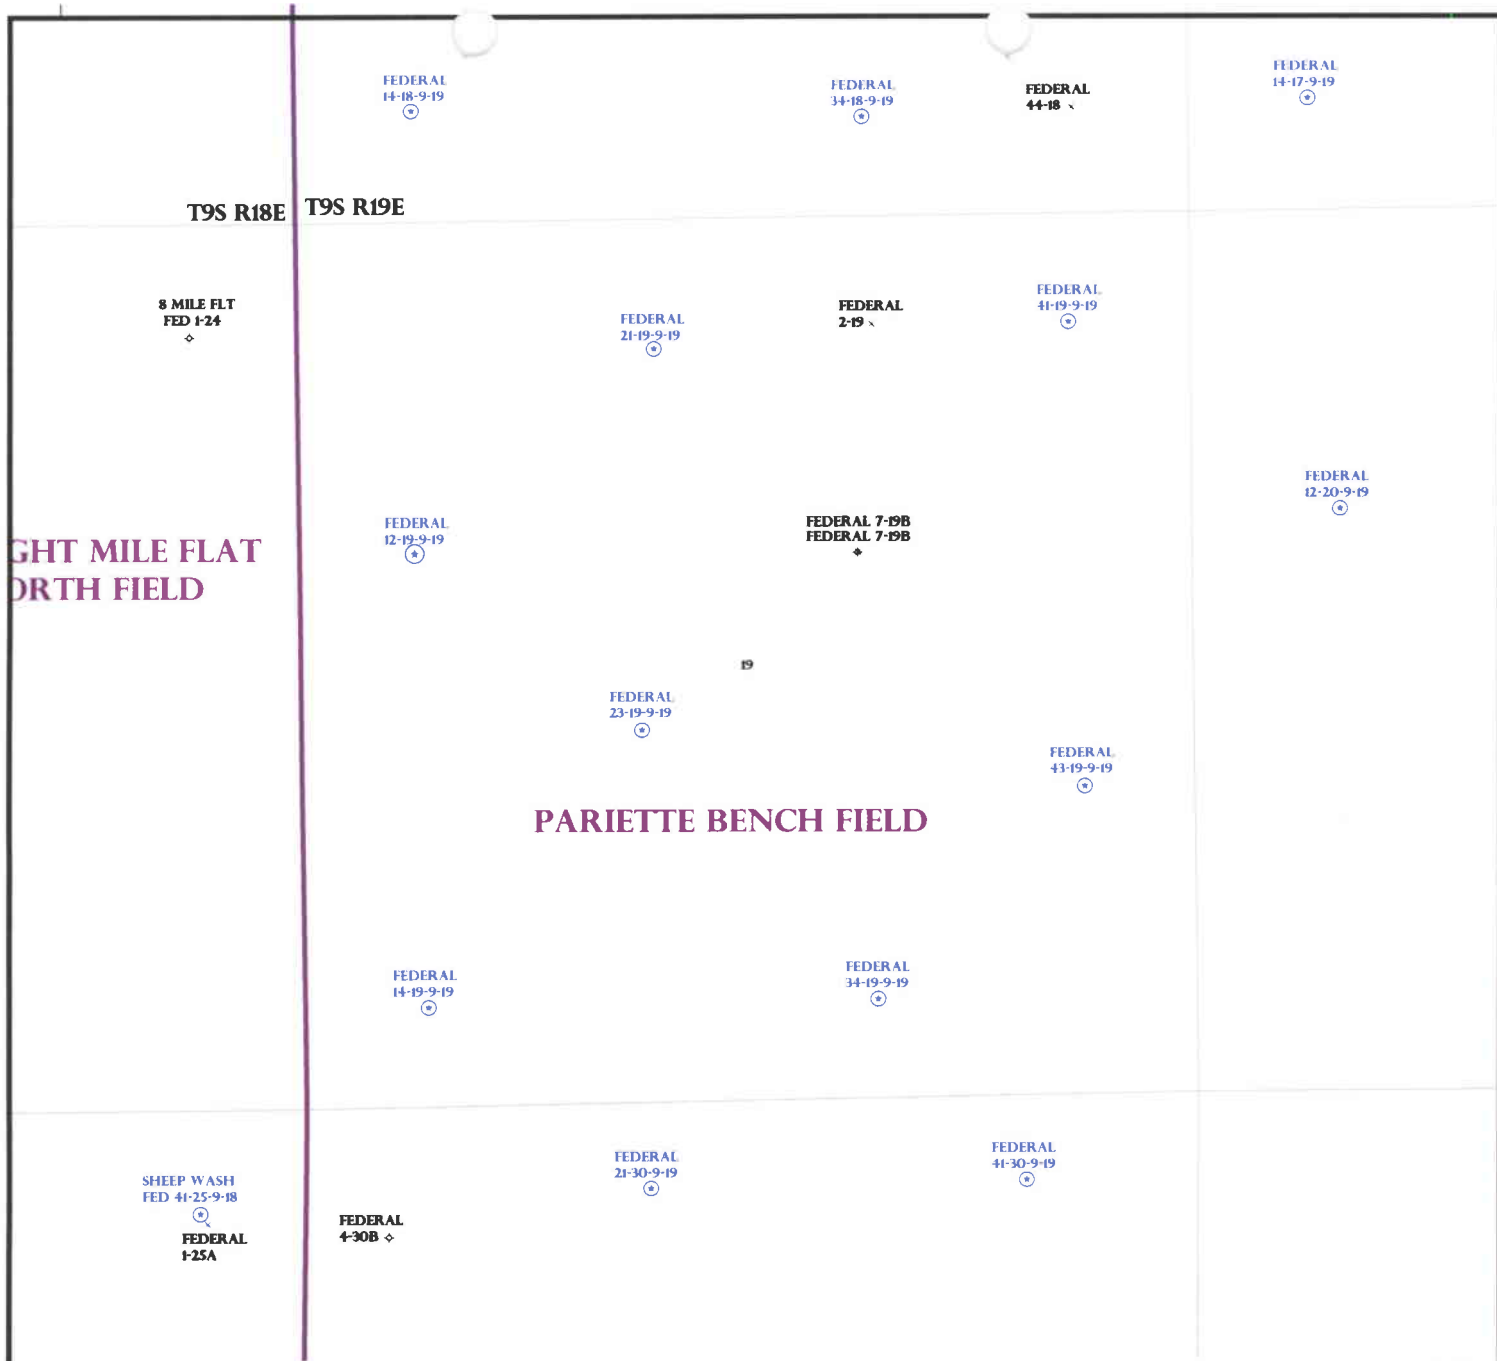 FEDERAL
14-18-9-19
FEDERAL
34-18-9-19
FEDERAL
44-18
FEDERAL
14-17-9-19
T9S R18E
T9S R19E
8 MILE FLT
FED 1-24
FEDERAL
21-19-9-19
FEDERAL
2-19
FEDERAL
41-19-9-19
FEDERAL
12-20-9-19
FEDERAL
12-19-9-19
FEDERAL 7-19B
FEDERAL 7-19B
GHT MILE FLAT
ORTH FIELD
19
FEDERAL
23-19-9-19
FEDERAL
43-19-9-19
PARIETTE BENCH FIELD
FEDERAL
14-19-9-19
FEDERAL
34-19-9-19
FEDERAL
21-30-9-19
FEDERAL
41-30-9-19
SHEEP WASH
FED 41-25-9-18
FEDERAL
1-25A
FEDERAL
4-30B